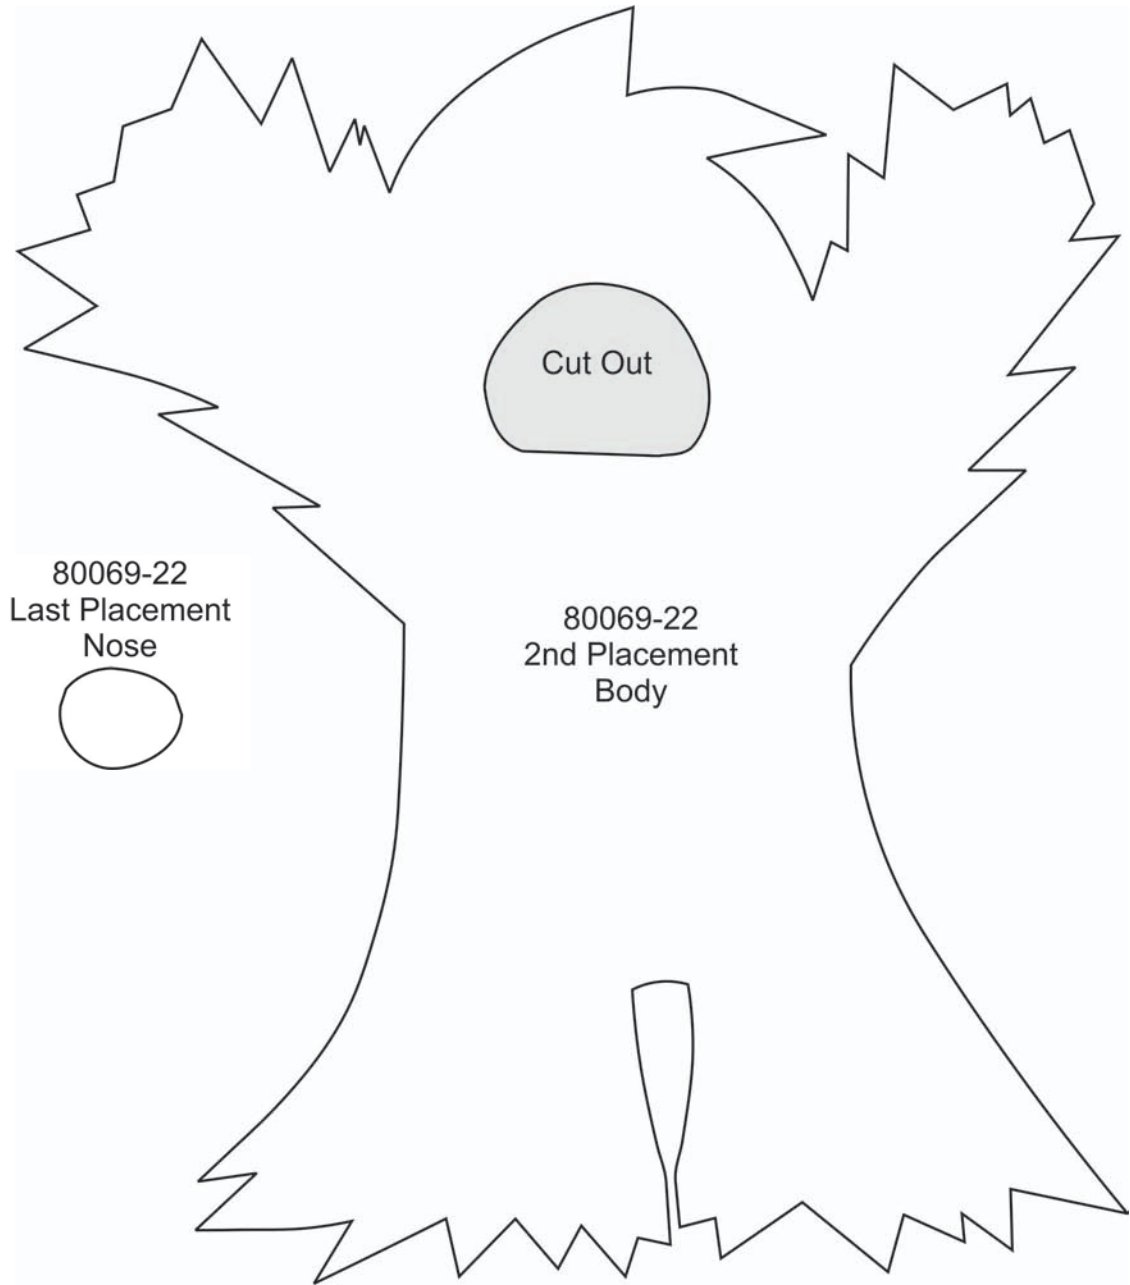 Cut Out
80069-22
Last Placement
Nose
80069-22
2nd Placement
Body